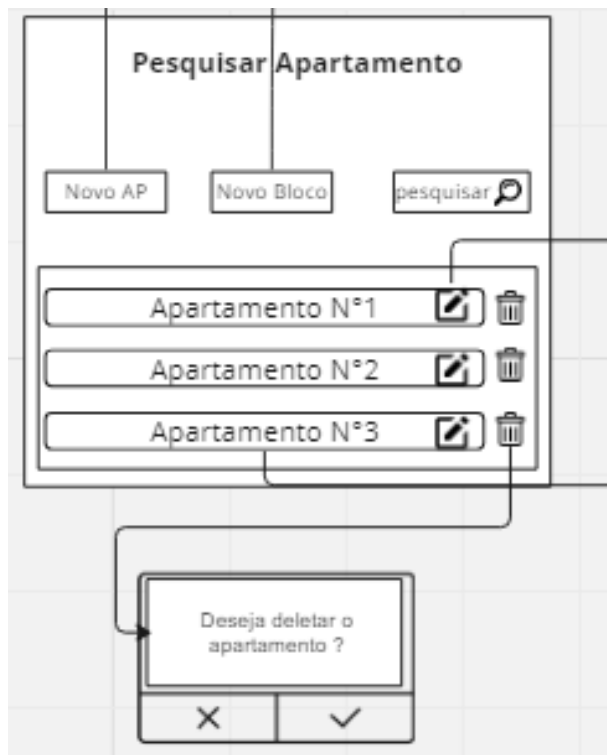 Pesquisar Apartamento
Novo AP
Novo Bloco
pesquisar
Apartamento N°1
Apartamento N°2
Apartamento N°3
Deseja deletar o
apartamento ?